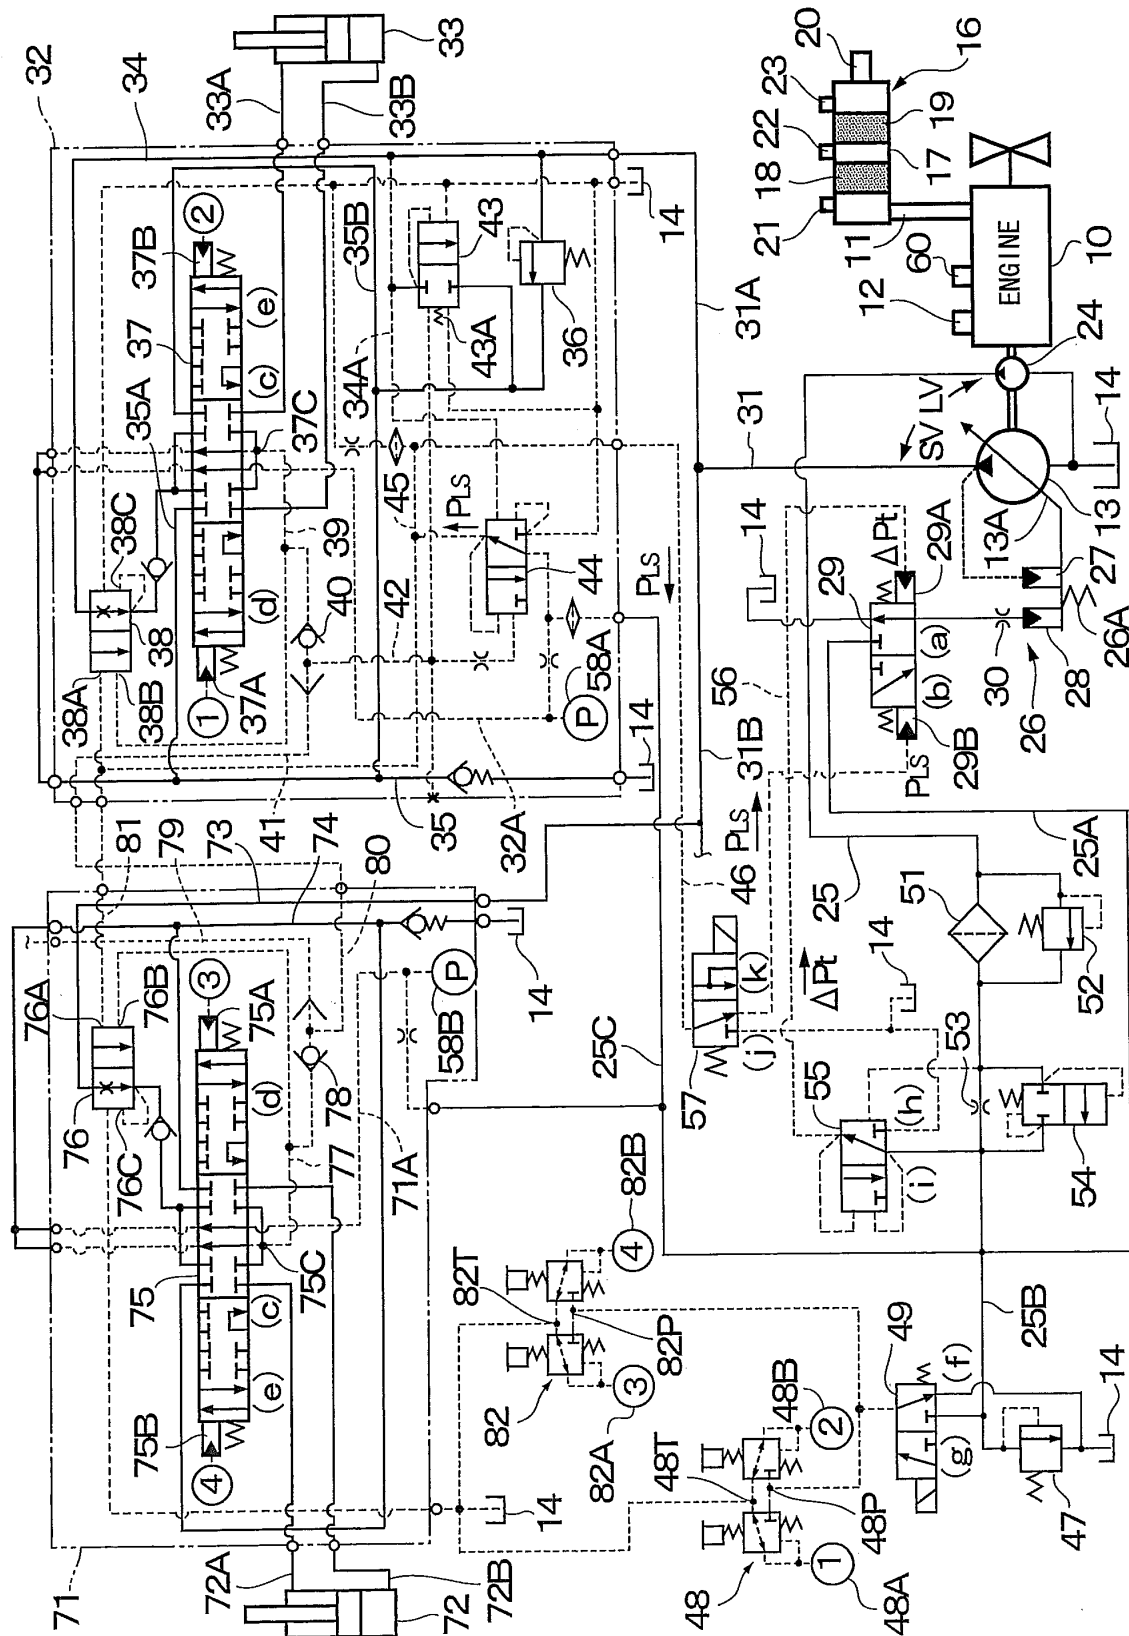 71
72A
72
72B
75B
4
(e)
(c)
75
75C
(d)
75A
3
76
76C
76A
76B
77
78
71A
P
58B
14
81
79
73
41
74
80
32
34
33A
33B
33
38A
38B
38
38C
35A
37
37B
2
1
37A
(d)
(c)
(e)
37C
39
40
42
45
34A
35B
43
43A
36
14
PLS
44
P
58A
32A
35
14
31A
31
31B
PLS
PLS
46
56
25C
57
(j)
(k)
14
ΔPt
55
(h)
(i)
53
54
52
51
25
25A
25B
82
82T
82P
3
82A
4
82B
14
48
48T
48P
1
48A
2
48B
49
(f)
(g)
47
14
29
29A
29B
ΔPt
PLS
(a)
(b)
14
30
26
28
27
26A
13A
13
14
SV
LV
24
12
60
ENGINE
10
11
21
18
22
17
23
19
20
16